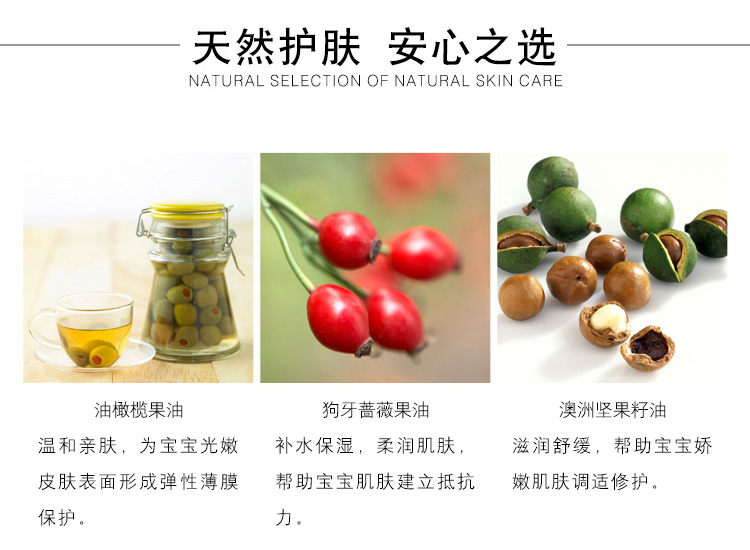 天然护肤 安心之选
NATURAL SELECTION OF NATURAL SKIN CARE
油橄榄果油
温和亲肤，为宝宝光嫩
皮肤表面形成弹性薄膜
保护。
狗牙蔷薇果油
补水保湿，柔润肌肤，
帮助宝宝肌肤建立抵抗
力。
澳洲坚果籽油
滋润舒缓，帮助宝宝娇
嫩肌肤调适修护。